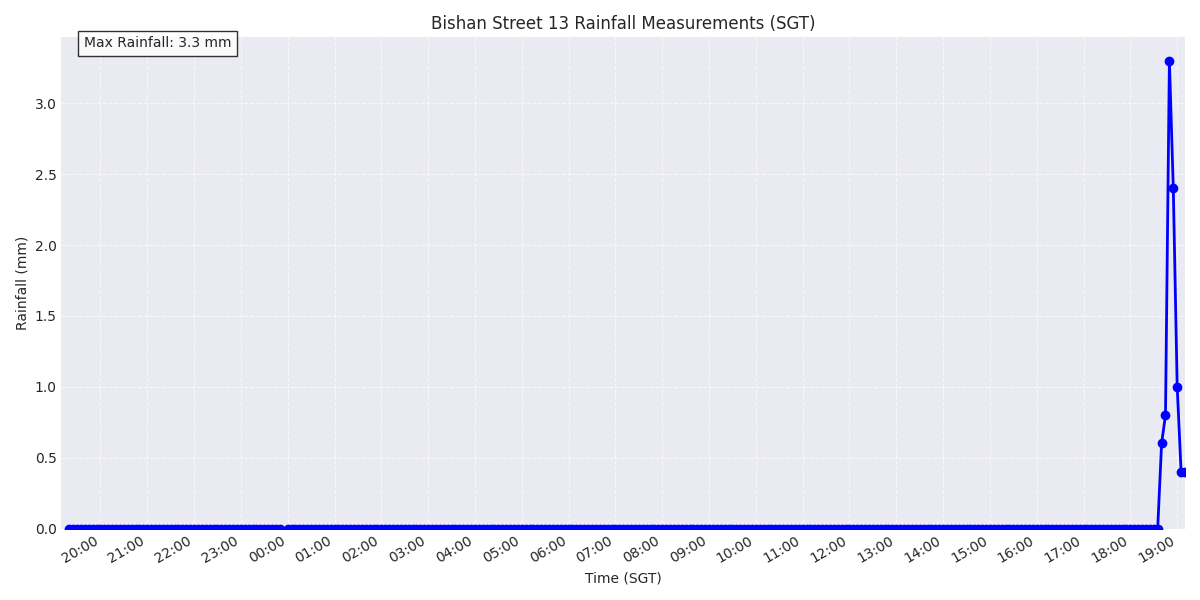 Bishan Street 13 Rainfall Measurements (SGT)
Max Rainfall: 3.3 mm
Rainfall (mm)
3.0
2.5
2.0
1.5
1.0
0.5
0.0
20:00 21:00 22:00 23:00 00:00 01:00 02:00 03:00 04:00 05:00 06:00 07:00 08:00 09:00 10:00 11:00 12:00 13:00 14:00 15:00 16:00 17:00 18:00 19:00
Time (SGT)